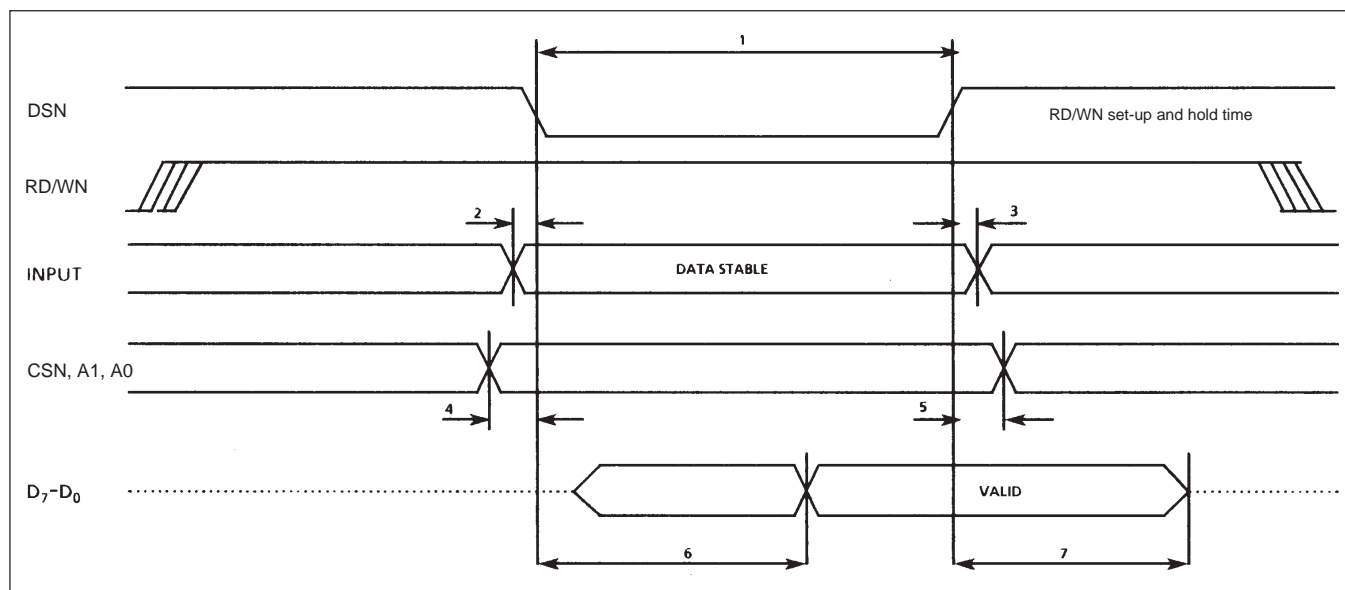 1
DSN
RD/WN set-up and hold time
RD/WN
2
3
INPUT
DATA STABLE
CSN, A1, A0
4
5
D₇-D₀
VALID
6
7